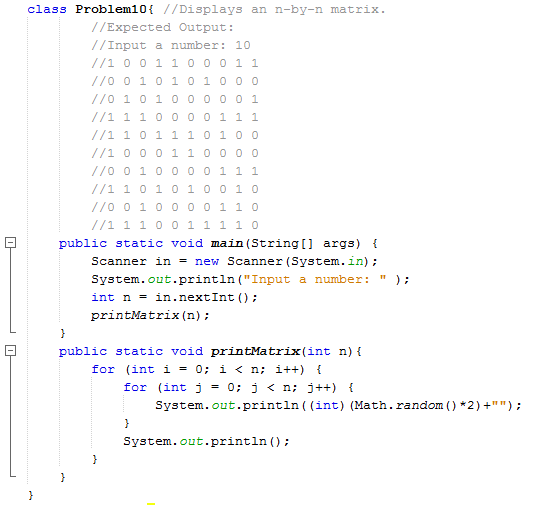 class Problem10{ //Displays an n-by-n matrix.
//Expected Output:
//Input a number: 10
//1 0 0 1 1 0 0 0 1 1
//0 0 1 0 1 0 1 0 0 0
//0 1 0 1 0 0 0 0 0 1
//1 1 1 0 0 0 0 1 1 1
//1 1 0 1 1 1 0 1 0 0
//1 0 0 0 1 1 0 0 0 0
//0 0 1 0 0 0 0 1 1 1
//1 1 0 1 0 1 0 0 1 0
//0 0 1 0 0 0 0 1 1 0
//1 1 1 0 0 1 1 1 1 0
public static void main(String[] args) {
Scanner in = new Scanner(System.in);
System.out.println("Input a number: " );
int n = in.nextInt();
printMatrix(n);
}
public static void printMatrix(int n){
for (int i = 0; i < n; i++) {
for (int j = 0; j < n; j++) {
System.out.println((int)(Math.random()*2)+"");
}
System.out.println();
}
}
}